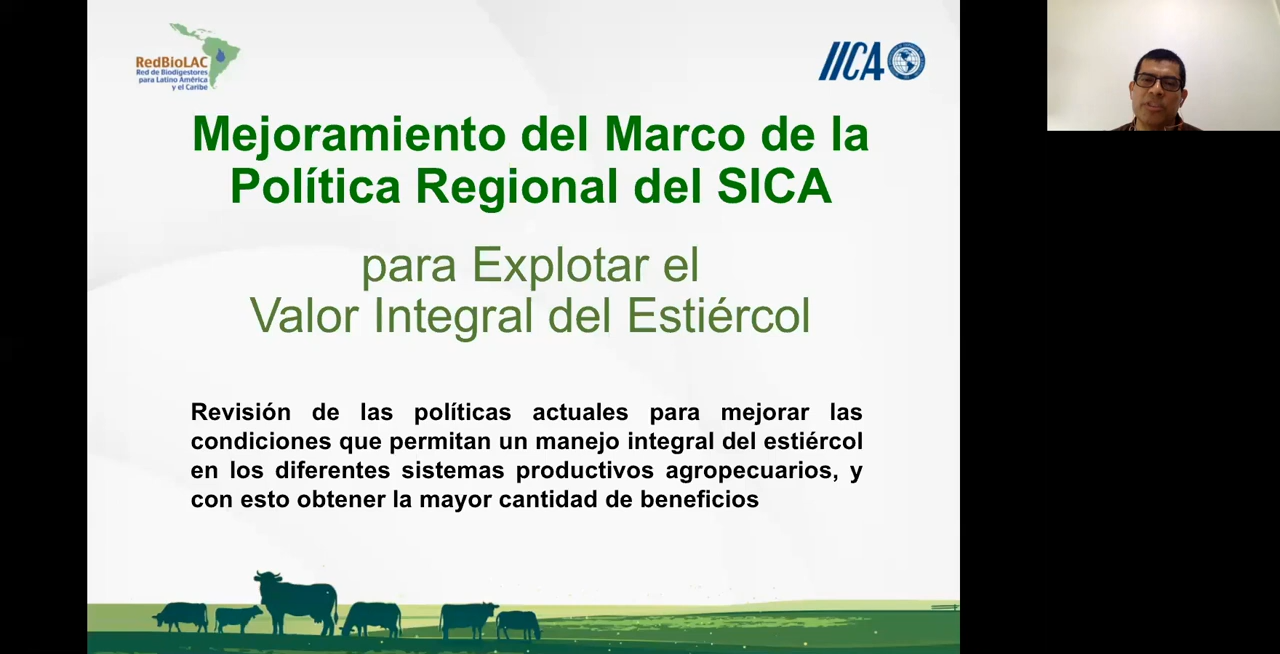 RedBioLAC
Red de Biodigestores
para Latino América
y el Caribe
IICA
Mejoramiento del Marco de la
Política Regional del SICA
para Explotar el
Valor Integral del Estiércol
Revisión de las políticas actuales para mejorar las
condiciones que permitan un manejo integral del estiércol
en los diferentes sistemas productivos agropecuarios, y
con esto obtener la mayor cantidad de beneficios